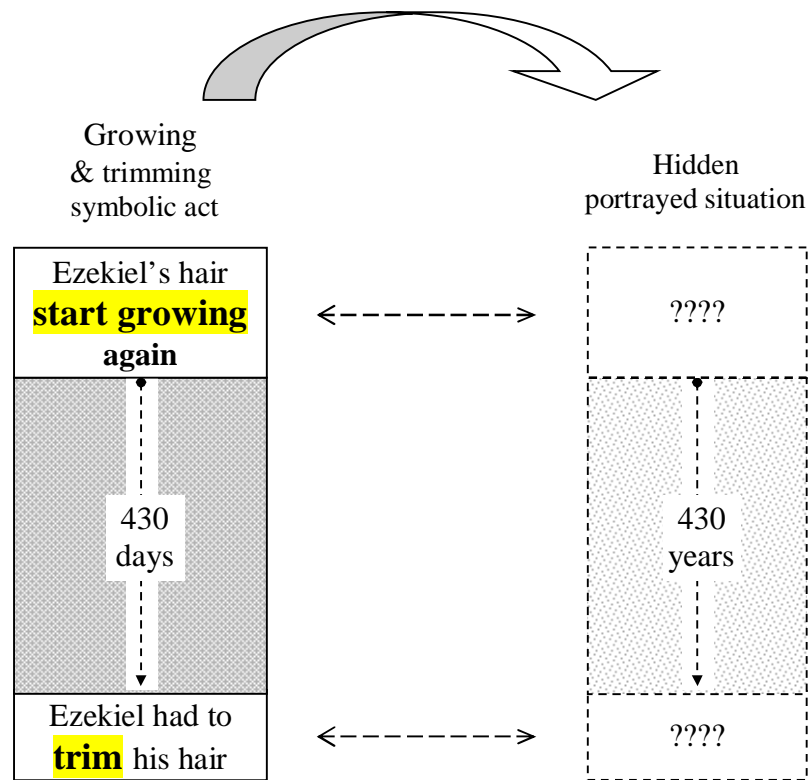 Growing
& trimming
symbolic act
Hidden
portrayed situation
Ezekiel’s hair
start growing
again
????
430
days
430
years
Ezekiel had to
trim his hair
????